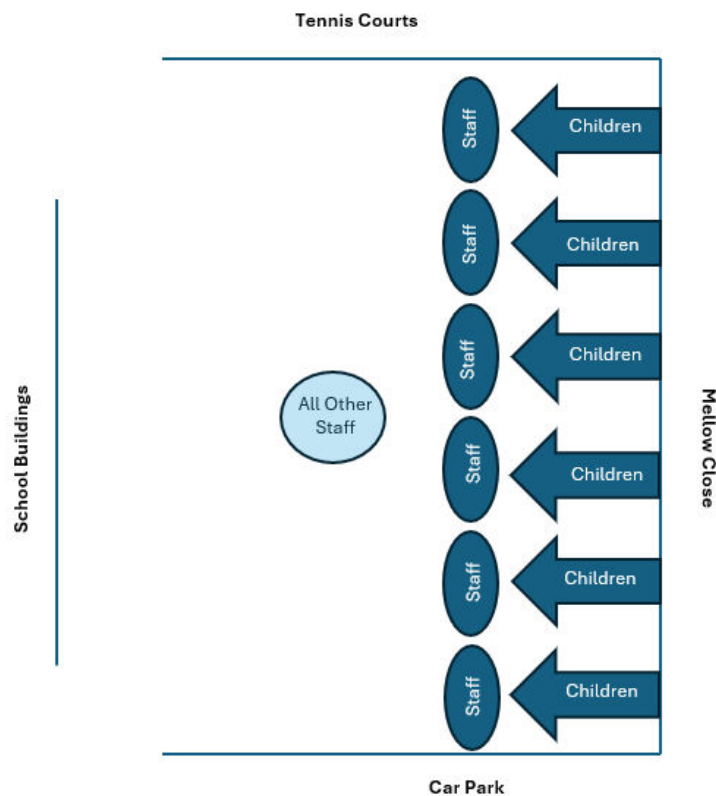 Tennis Courts
Staff
Children
Staff
Children
Staff
Children
All Other
Staff
School Buildings
Mellow Close
Staff
Children
Staff
Children
Staff
Children
Car Park